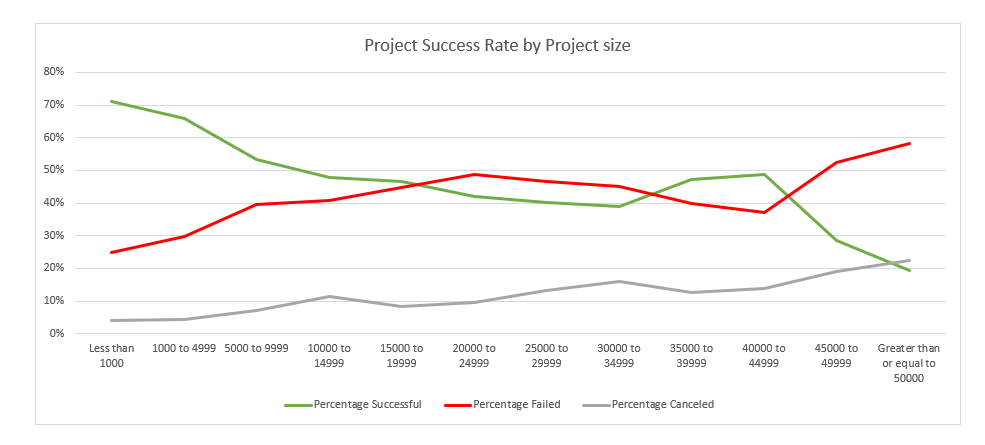 Project Success Rate by Project size
80%
70%
60%
50%
40%
30%
20%
10%
0%
Less than
1000
1000 to 4999
5000 to 9999
10000 to
14999
15000 to
19999
20000 to
24999
25000 to
29999
30000 to
34999
35000 to
39999
40000 to
44999
45000 to
49999
Greater than
or equal to
50000
Percentage Successful
Percentage Failed
Percentage Canceled